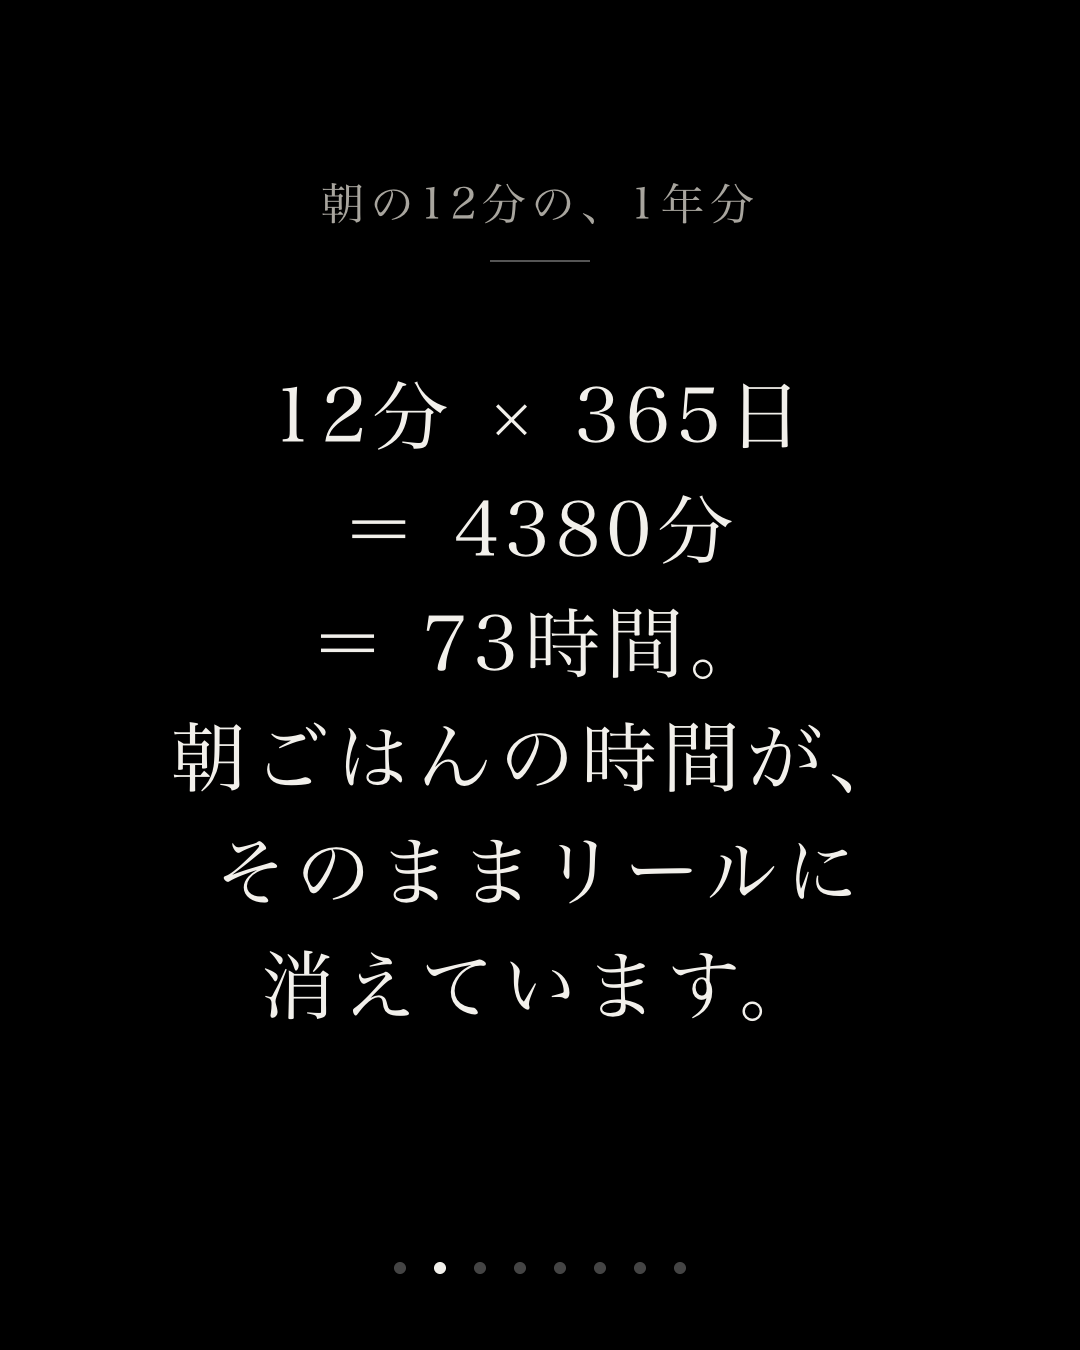 朝の12分の、1年分
12分 × 365日
＝ 4380分
＝ 73時間。
朝ごはんの時間が、
そのままリールに
消えています。